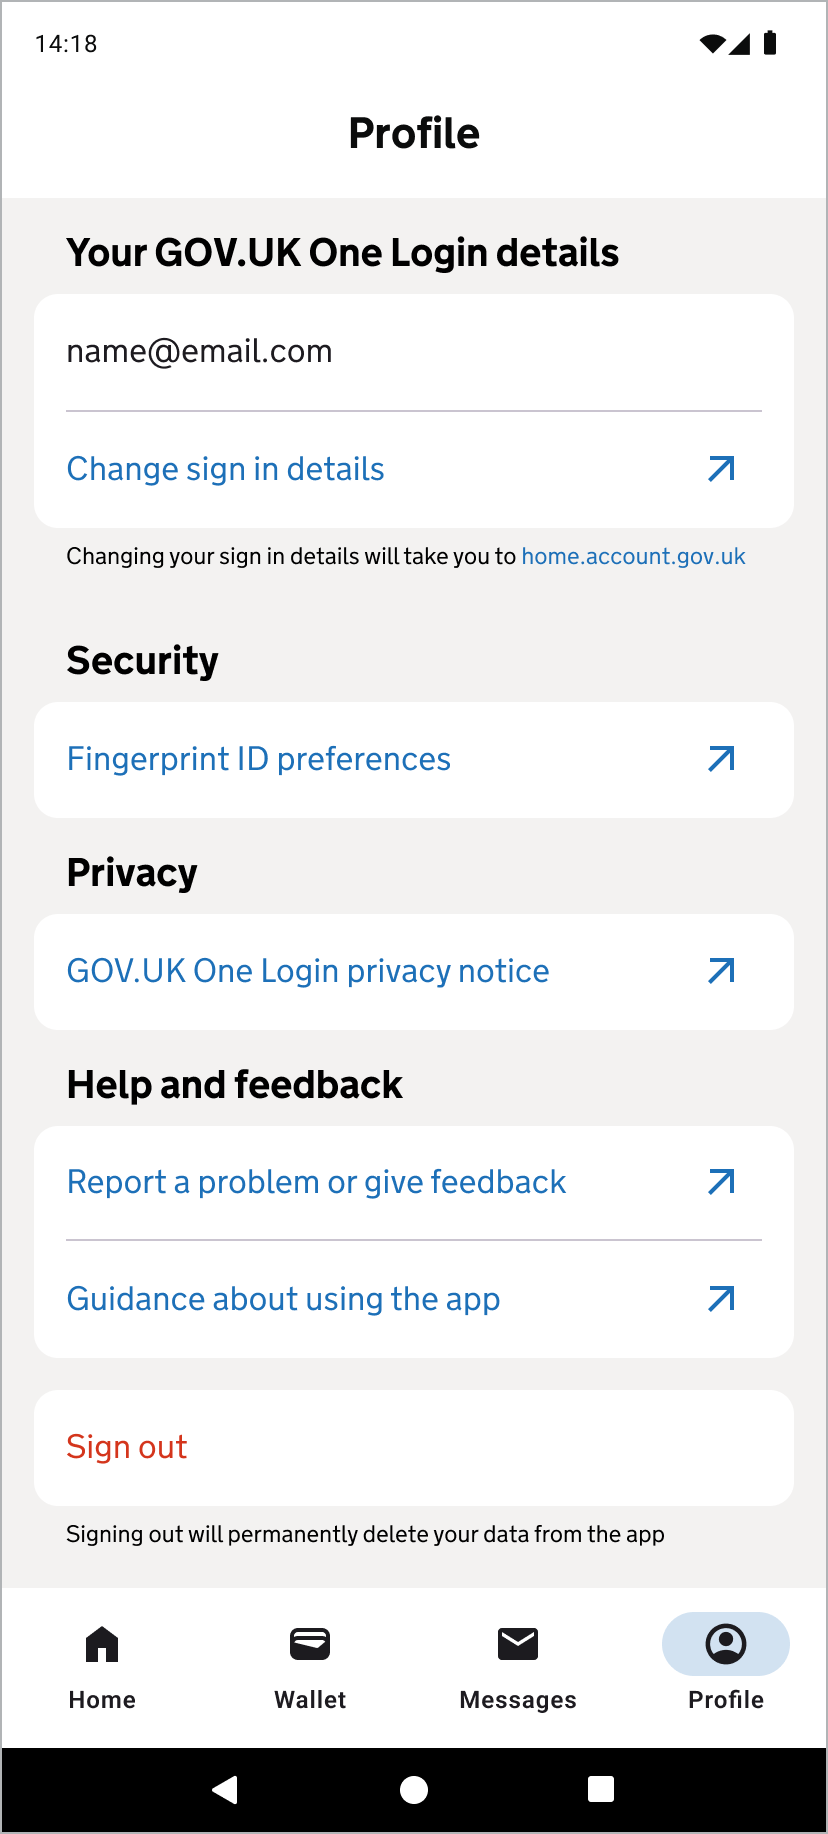 14:18
Profile
Your GOV.UK One Login details
name@email.com
Change sign in details
Changing your sign in details will take you to home.account.gov.uk
Security
Fingerprint ID preferences
Privacy
GOV.UK One Login privacy notice
Help and feedback
Report a problem or give feedback
Guidance about using the app
Sign out
Signing out will permanently delete your data from the app
Home Wallet Messages Profile